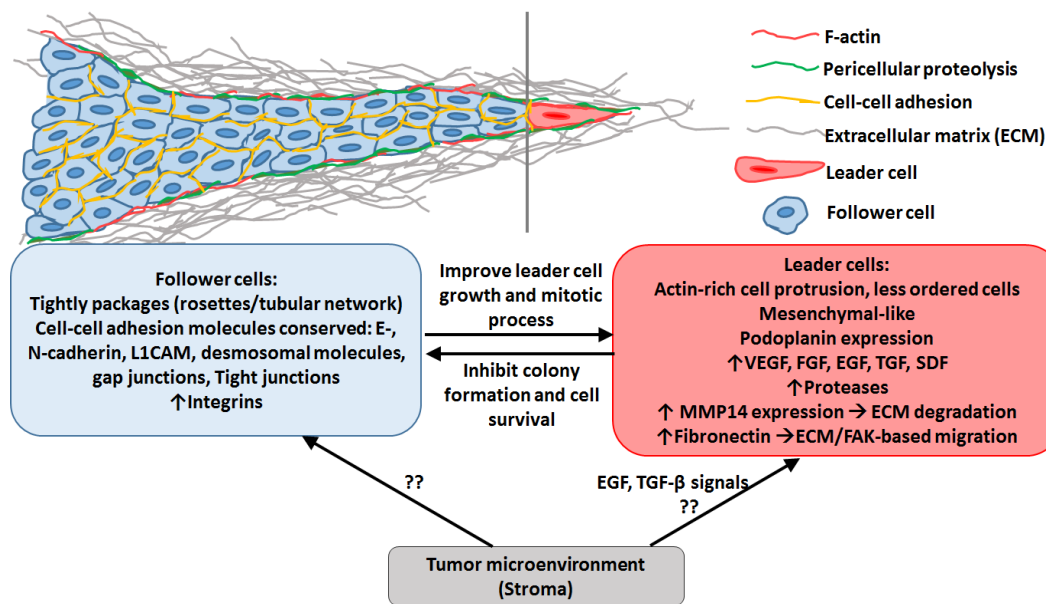 F-actin
Pericellular proteolysis
Cell-cell adhesion
Extracellular matrix (ECM)
Leader cell
Follower cell
Follower cells:
Tightly packages (rosettes/tubular network)
Cell-cell adhesion molecules conserved: E-,
N-cadherin, L1CAM, desmosomal molecules,
gap junctions, Tight junctions
↑Integrins
Improve leader cell
growth and mitotic
process
Inhibit colony
formation and cell
survival
Leader cells:
Actin-rich cell protrusion, less ordered cells
Mesenchymal-like
Podoplanin expression
↑VEGF, FGF, EGF, TGF, SDF
↑Proteases
↑ MMP14 expression → ECM degradation
↑Fibronectin →ECM/FAK-based migration
??
EGF, TGF-β signals
??
Tumor microenvironment
(Stroma)